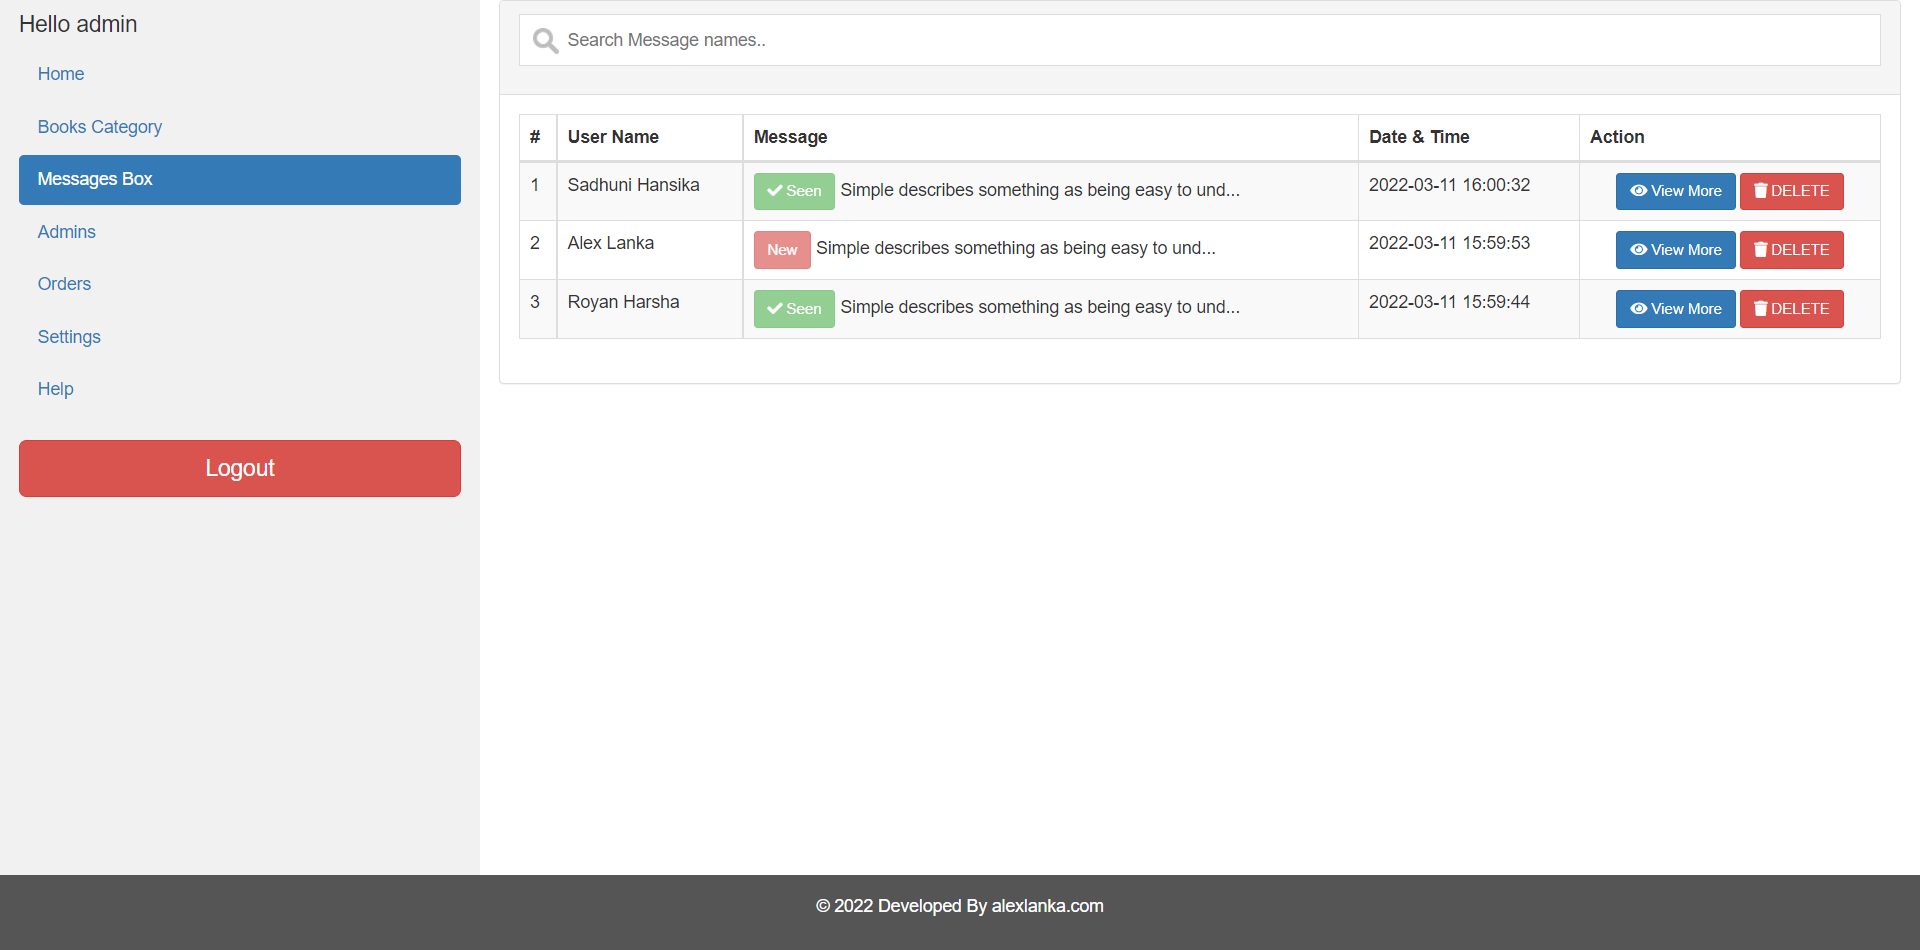 Hello admin
Home
Books Category
Messages Box
Admins
Orders
Settings
Help
Logout
Search Message names..
# User Name Message Date & Time Action
1 Sadhuni Hansika Seen Simple describes something as being easy to und... 2022-03-11 16:00:32 View More DELETE
2 Alex Lanka New Simple describes something as being easy to und... 2022-03-11 15:59:53 View More DELETE
3 Royan Harsha Seen Simple describes something as being easy to und... 2022-03-11 15:59:44 View More DELETE
© 2022 Developed By alexlanka.com